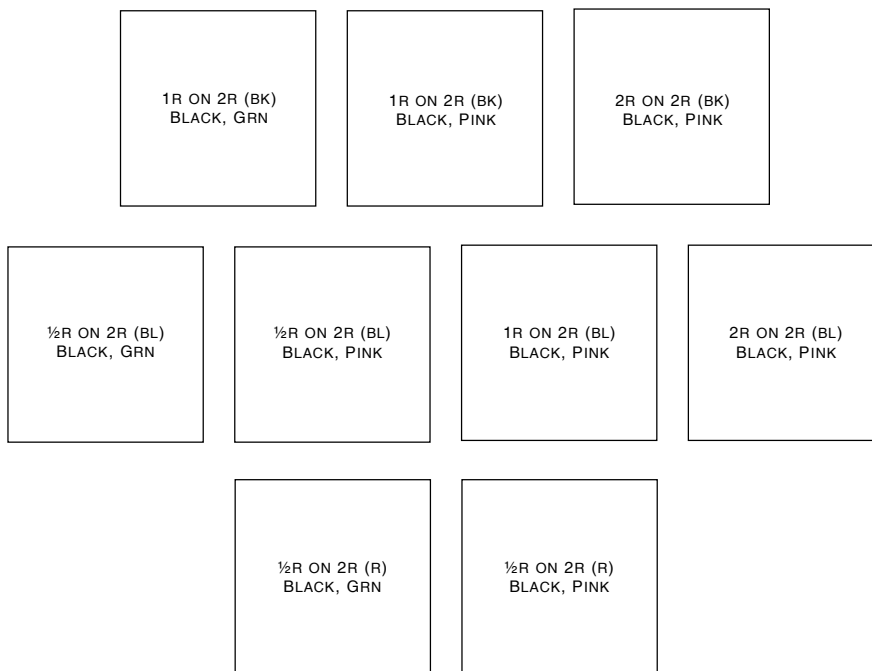 1R ON 2R (BK)
BLACK, GRN
1R ON 2R (BK)
BLACK, PINK
2R ON 2R (BK)
BLACK, PINK
½R ON 2R (BL)
BLACK, GRN
½R ON 2R (BL)
BLACK, PINK
1R ON 2R (BL)
BLACK, PINK
2R ON 2R (BL)
BLACK, PINK
½R ON 2R (R)
BLACK, GRN
½R ON 2R (R)
BLACK, PINK